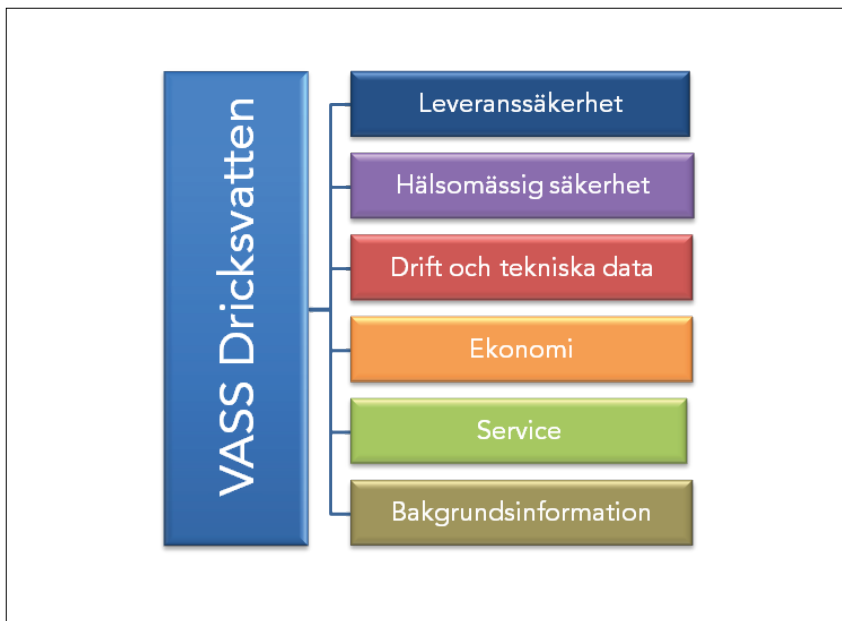 VASS Dricksvatten
Leveranssäkerhet
Hälsomässig säkerhet
Drift och tekniska data
Ekonomi
Service
Bakgrundsinformation